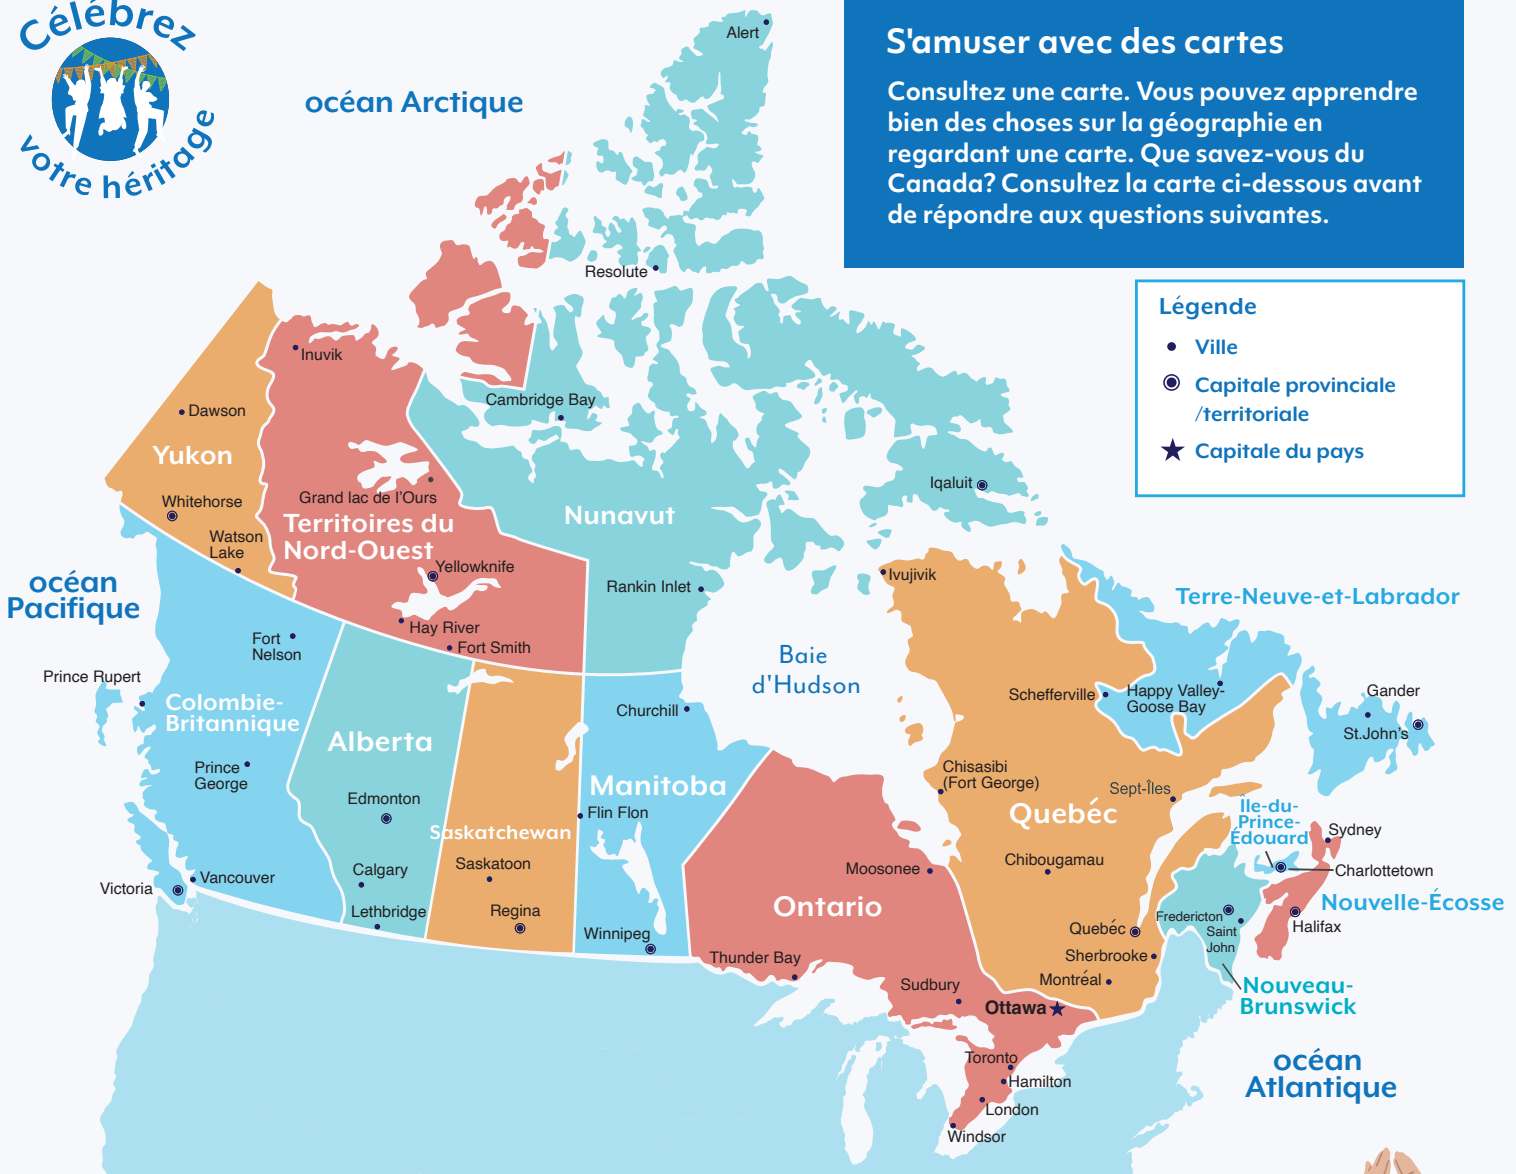 Célébrez
votre héritage
S'amuser avec des cartes
Consultez une carte. Vous pouvez apprendre
bien des choses sur la géographie en
regardant une carte. Que savez-vous du
Canada? Consultez la carte ci-dessous avant
de répondre aux questions suivantes.
Légende
Ville
Capitale provinciale
/territoriale
Capitale du pays
océan Arctique
Alert
Resolute
Inuvik
Dawson
Cambridge Bay
Yukon
Whitehorse
Grand lac de l'Ours
Territoires du
Nord-Ouest
Nunavut
Iqaluit
Watson
Lake
Yellowknife
océan
Pacifique
Rankin Inlet
Ivujivik
Terre-Neuve-et-Labrador
Hay River
Fort Smith
Fort
Nelson
Baie
d'Hudson
Prince Rupert
Colombie-
Britannique
Churchill
Schefferville
Happy Valley-
Goose Bay
Gander
St.John's
Alberta
Prince
George
Edmonton
Manitoba
Chisasibi
(Fort George)
Sept-Îles
Quebéc
Saskatchewan
Flin Flon
Île-du-
Prince-
Édouard
Sydney
Saskatoon
Chibougamau
Moosonee
Charlottetown
Calgary
Vancouver
Victoria
Lethbridge
Regina
Ontario
Nouvelle-Écosse
Fredericton
Saint
John
Halifax
Winnipeg
Quebéc
Sherbrooke
Thunder Bay
Montréal
Sudbury
Ottawa
Nouveau-
Brunswick
Toronto
Hamilton
London
Windsor
océan
Atlantique